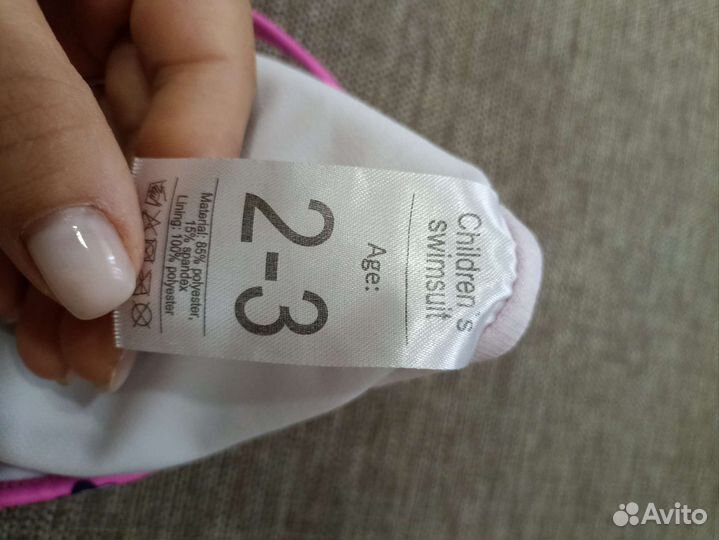 Children's
swimsuit
Age:
2-3
Material: 85% polyester,
15% spandex
Lining: 100% polyester
Avito